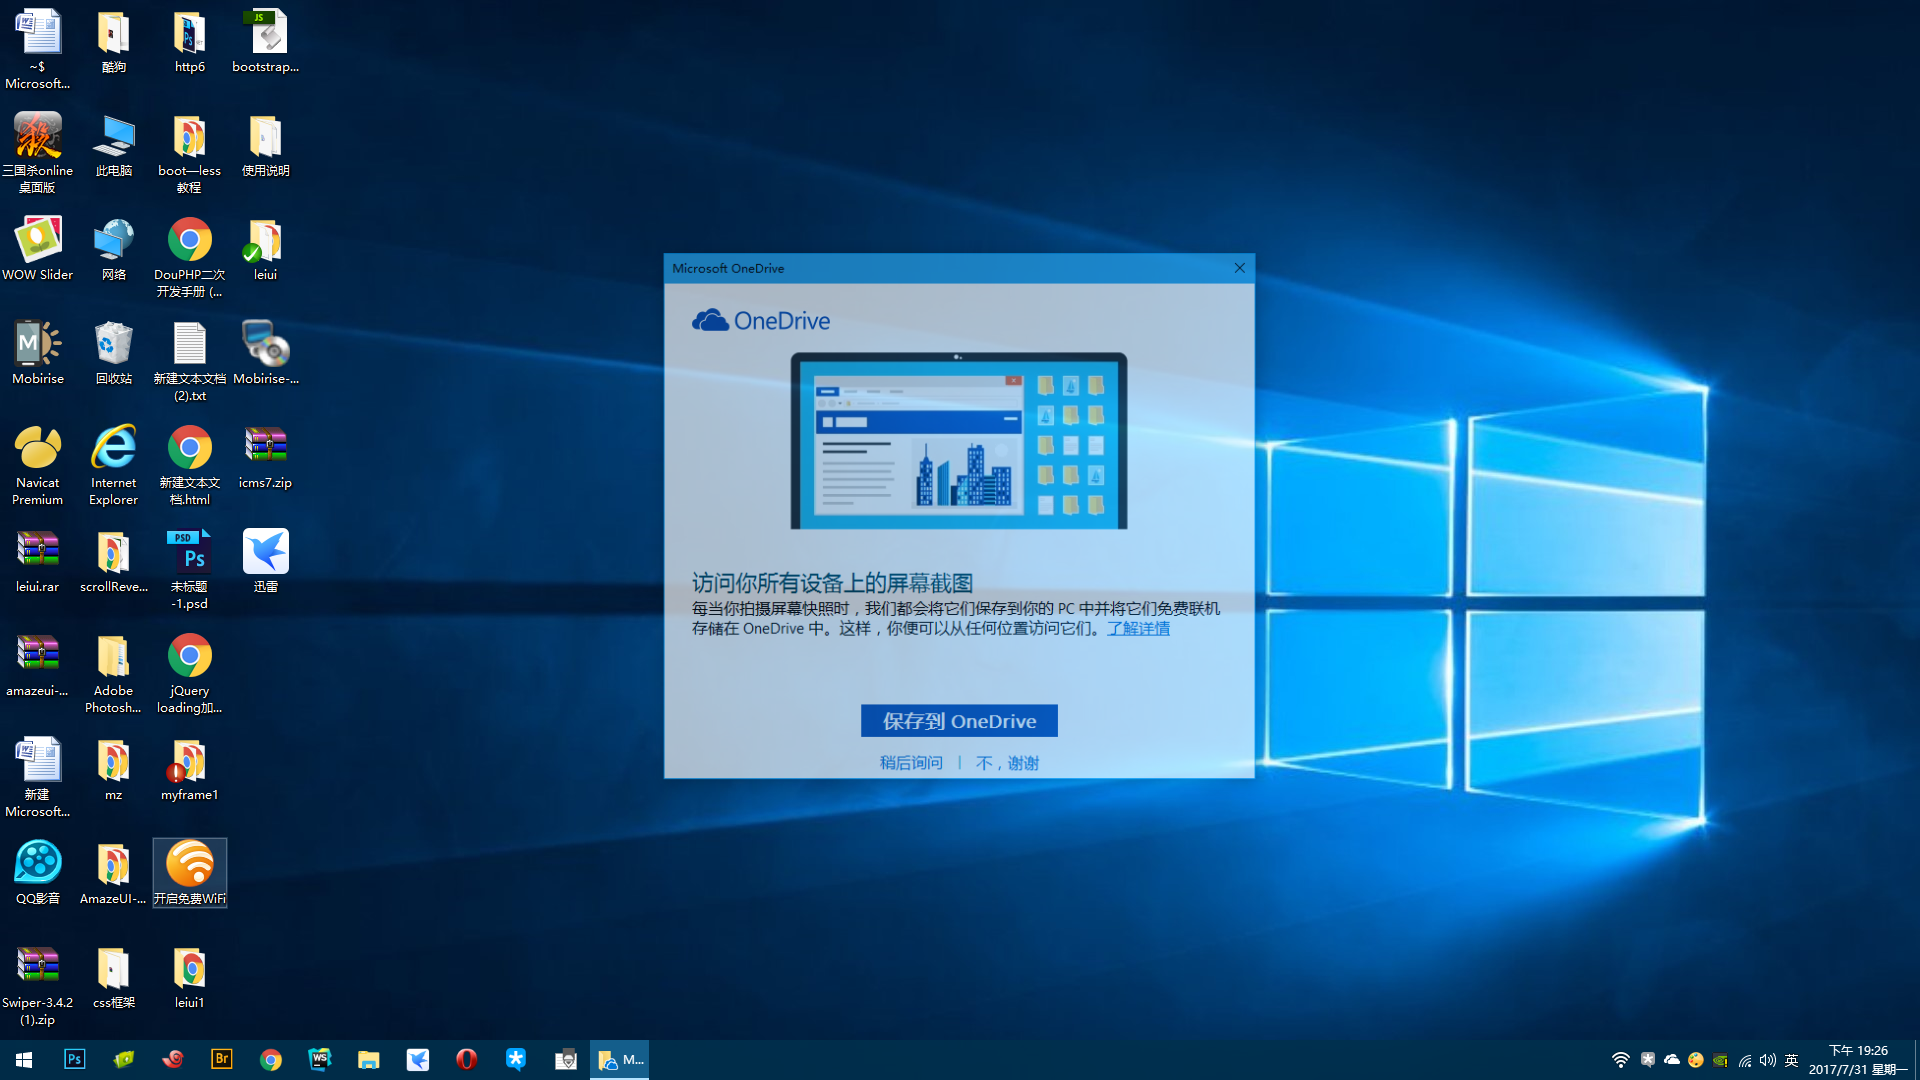 ~$
Microsoft...
酷狗
http6
bootstrap...
JS
三国杀online
桌面版
此电脑
boot—less
教程
使用说明
WOW Slider
网络
DouPHP二次
开发手册 (...
leiui
M
Mobirise
回收站
新建文本文档
(2).txt
Mobirise-...
Navicat
Premium
Internet
Explorer
新建文本文
档.html
icms7.zip
leiui.rar
scrollReve...
PSD
Ps
未标题
-1.psd
迅雷
amazeui-...
Adobe
Photosh...
jQuery
loading加...
新建
Microsoft...
mz
myframe1
QQ影音
AmazeUI-...
开启免费WiFi
Swiper-3.4.2
(1).zip
css框架
leiui1
Microsoft OneDrive
OneDrive
访问你所有设备上的屏幕截图
每当你拍摄屏幕快照时，我们都会将它们保存到你的 PC 中并将它们免费联机
存储在 OneDrive 中。这样，你便可以从任何位置访问它们。了解详情
保存到 OneDrive
稍后询问 | 不，谢谢
Ps
Br
WS
M...
英
下午 19:26
2017/7/31 星期一